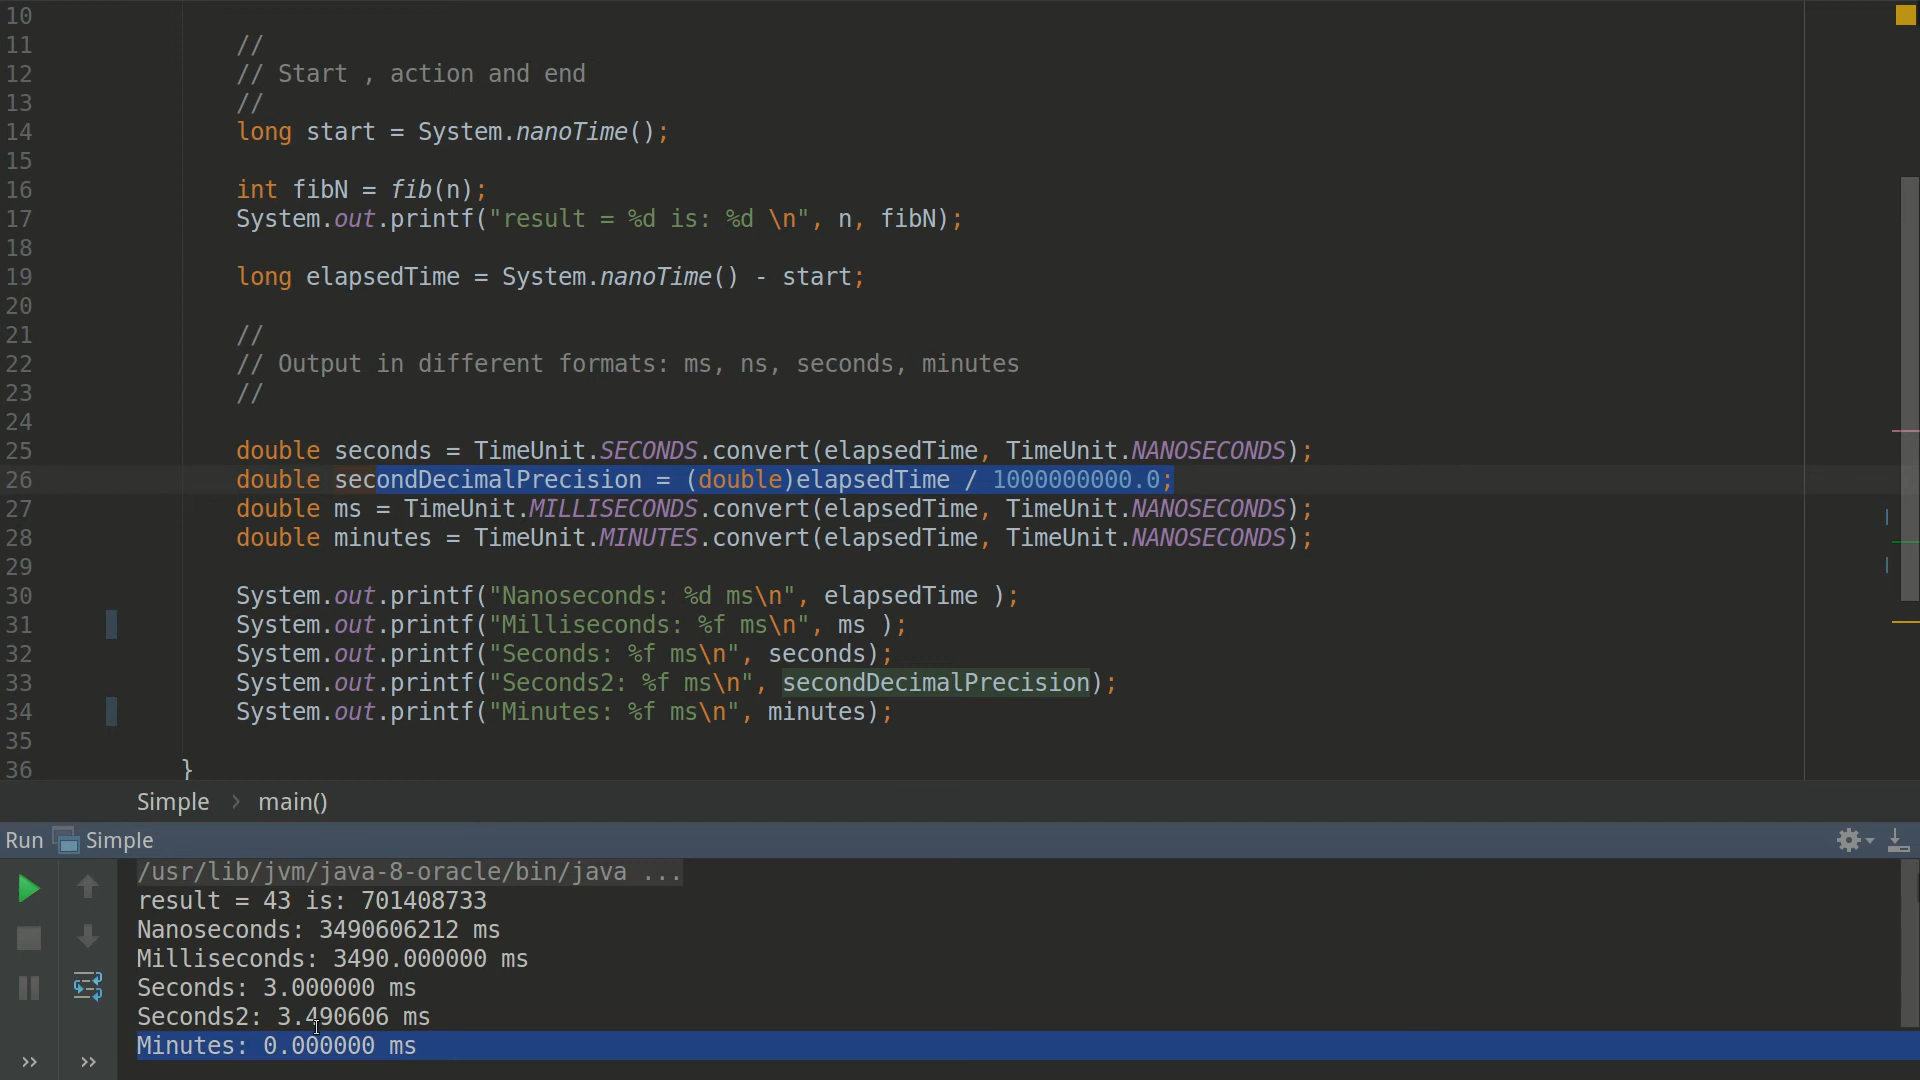 10
11 //
12 // Start , action and end
13 //
14 long start = System.nanoTime();
15
16 int fibN = fib(n);
17 System.out.printf("result = %d is: %d \n", n, fibN);
18
19 long elapsedTime = System.nanoTime() - start;
20
21 //
22 // Output in different formats: ms, ns, seconds, minutes
23 //
24
25 double seconds = TimeUnit.SECONDS.convert(elapsedTime, TimeUnit.NANOSECONDS);
26 double secondDecimalPrecision = (double)elapsedTime / 1000000000.0;
27 double ms = TimeUnit.MILLISECONDS.convert(elapsedTime, TimeUnit.NANOSECONDS);
28 double minutes = TimeUnit.MINUTES.convert(elapsedTime, TimeUnit.NANOSECONDS);
29
30 System.out.printf("Nanoseconds: %d ms\n", elapsedTime );
31 System.out.printf("Milliseconds: %f ms\n", ms );
32 System.out.printf("Seconds: %f ms\n", seconds);
33 System.out.printf("Seconds2: %f ms\n", secondDecimalPrecision);
34 System.out.printf("Minutes: %f ms\n", minutes);
35
36 }
Simple > main()
Run Simple
/usr/lib/jvm/java-8-oracle/bin/java ...
result = 43 is: 701408733
Nanoseconds: 3490606212 ms
Milliseconds: 3490.000000 ms
Seconds: 3.000000 ms
Seconds2: 3.490606 ms
Minutes: 0.000000 ms